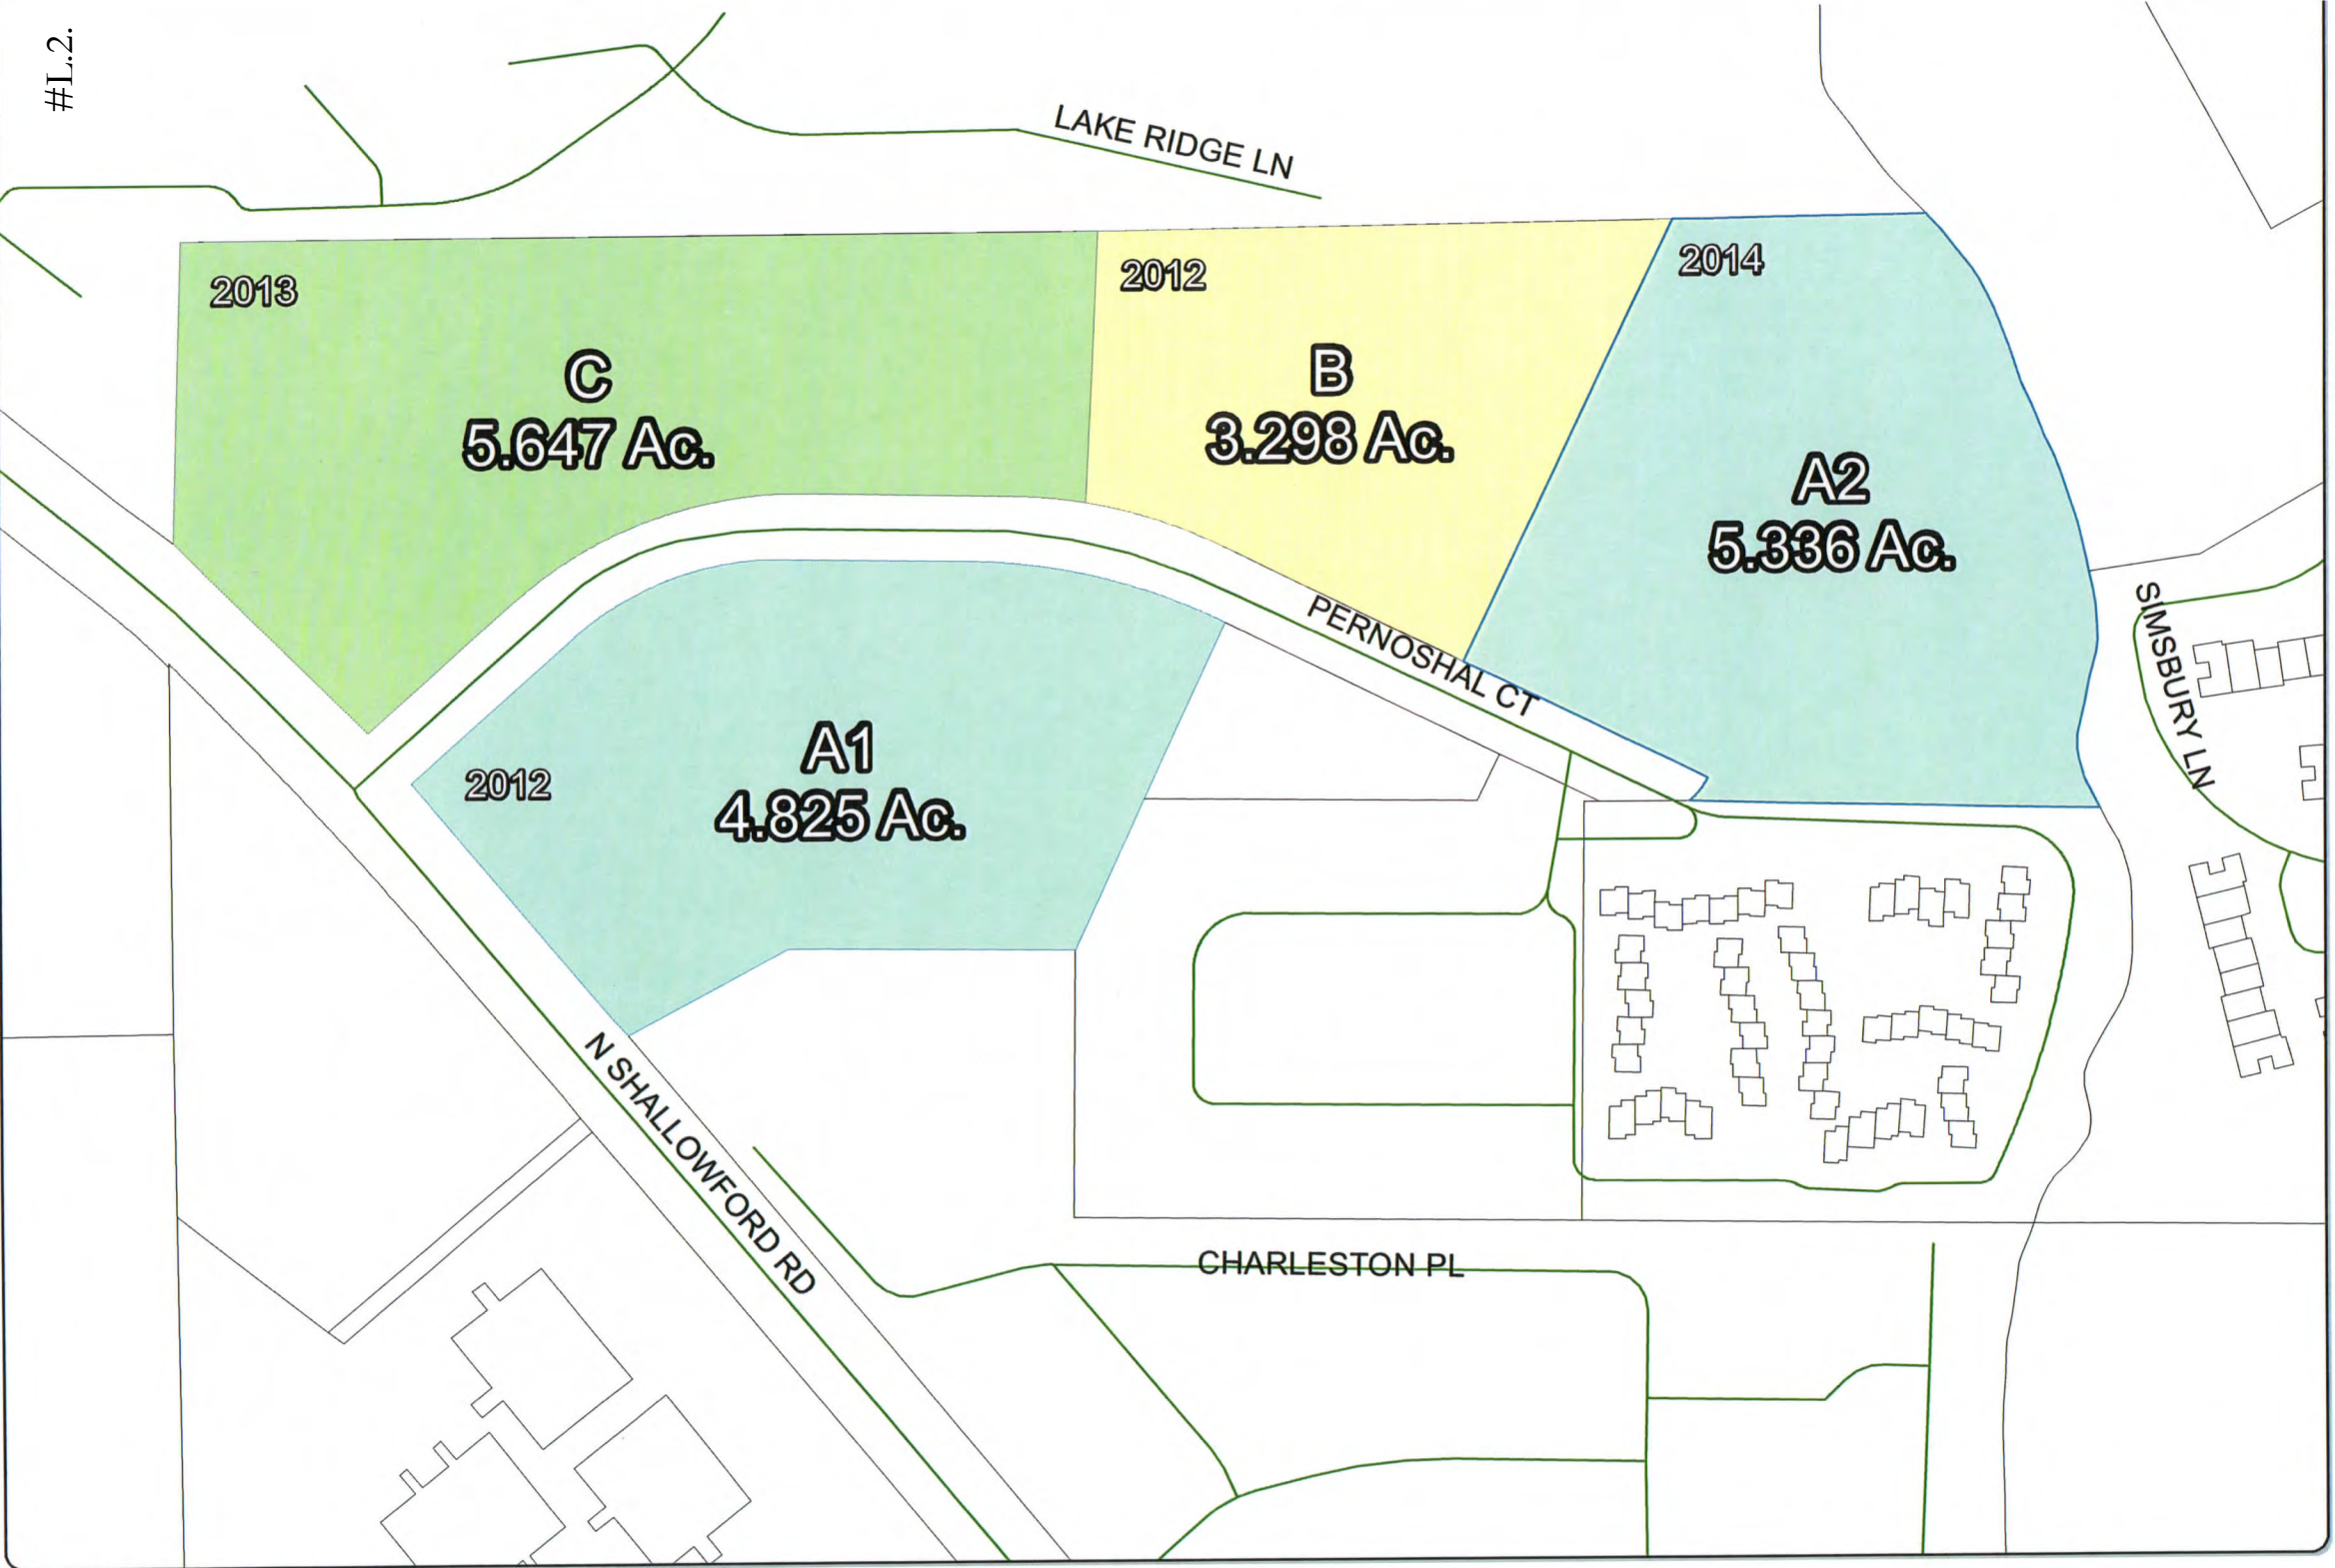 #L.2.
LAKE RIDGE LN
2013
2012
2014
C
5.647 Ac.
B
3.298 Ac.
A2
5.336 Ac.
PERNOSHAL CT
SIMSBURY LN
2012
A1
4.825 Ac.
N SHALLOWFORD RD
CHARLESTON PL